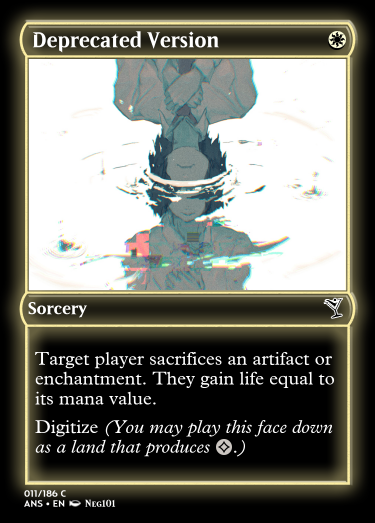 Deprecated Version
Sorcery
Target player sacrifices an artifact or
enchantment. They gain life equal to
its mana value.
Digitize (You may play this face down
as a land that produces .)
011/186 C
ANS • EN Neg101